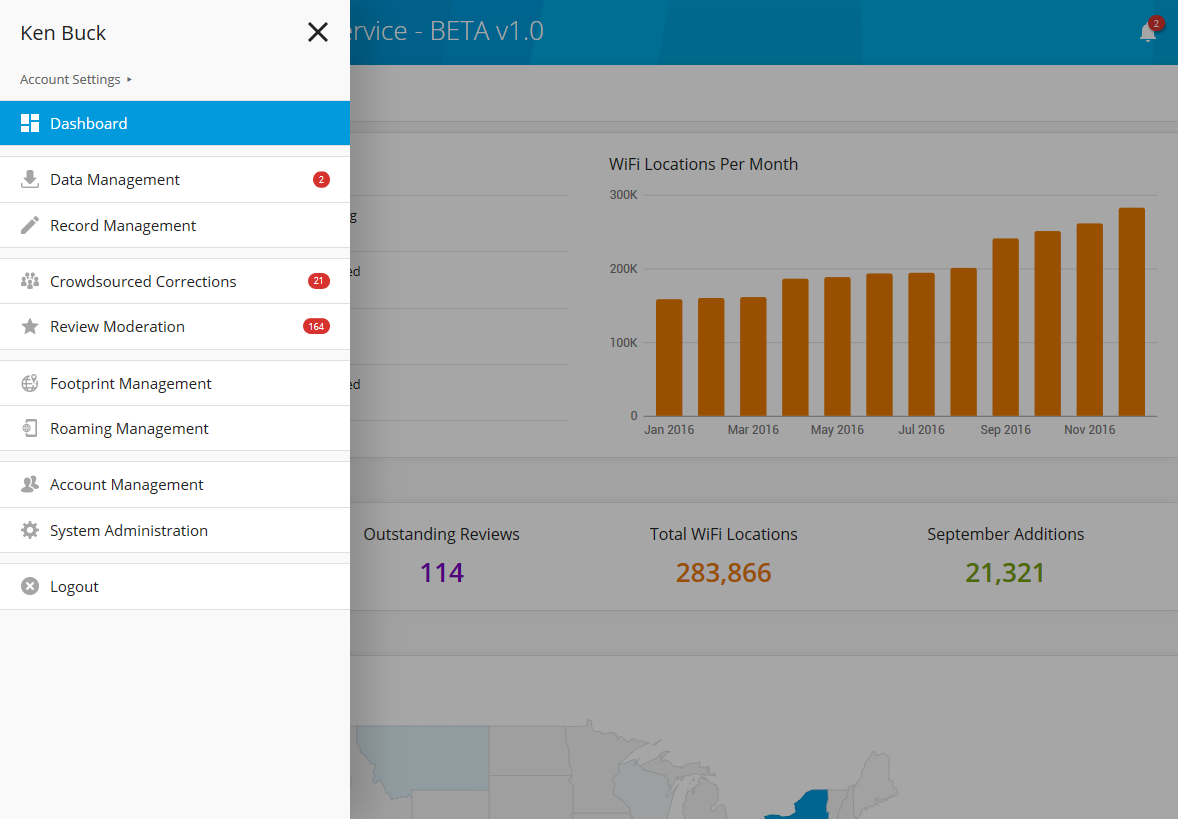 Ken Buck
Account Settings ▸
Dashboard
Data Management 2
Record Management
Crowdsourced Corrections 21
Review Moderation 164
Footprint Management
Roaming Management
Account Management
System Administration
Logout
- BETA v1.0
2
WiFi Locations Per Month
300K
200K
100K
0
Jan 2016 Mar 2016 May 2016 Jul 2016 Sep 2016 Nov 2016
Outstanding Reviews
114
Total WiFi Locations
283,866
September Additions
21,321